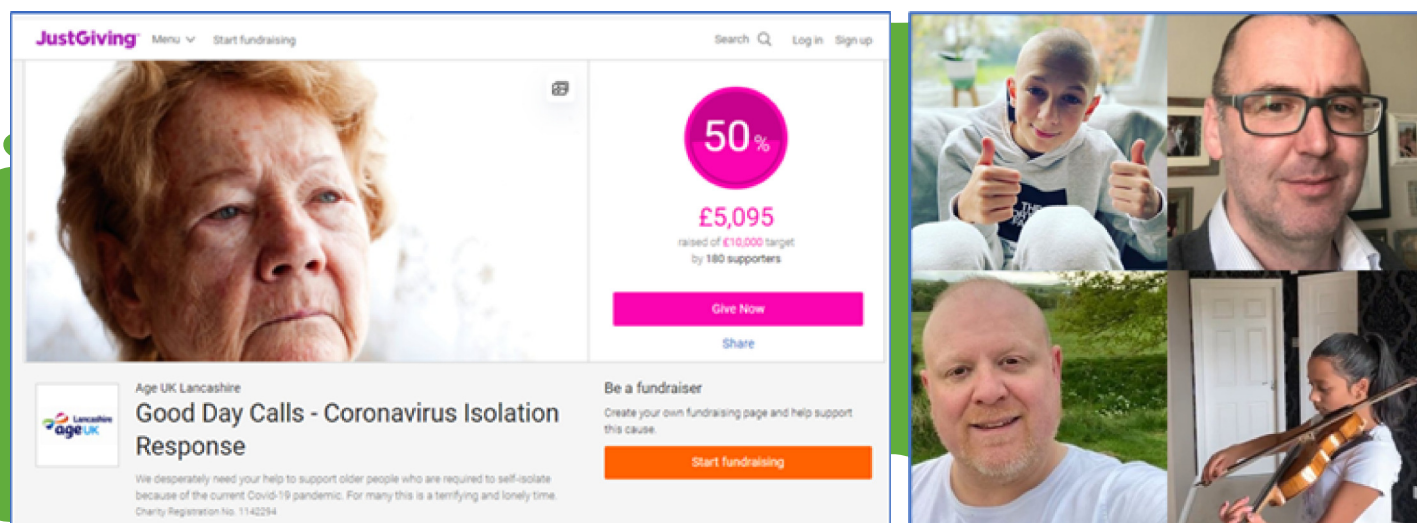 JustGiving™ Menu Start fundraising Search Log in Sign up
50%
£5,095
raised of £10,000 target
by 180 supporters
Give Now
Share
Lancashire
age UK
Age UK Lancashire
Good Day Calls - Coronavirus Isolation
Response
We desperately need your help to support older people who are required to self-isolate
because of the current Covid-19 pandemic. For many this is a terrifying and lonely time.
Charity Registration No. 1142294
Be a fundraiser
Create your own fundraising page and help support
this cause.
Start fundraising
THE